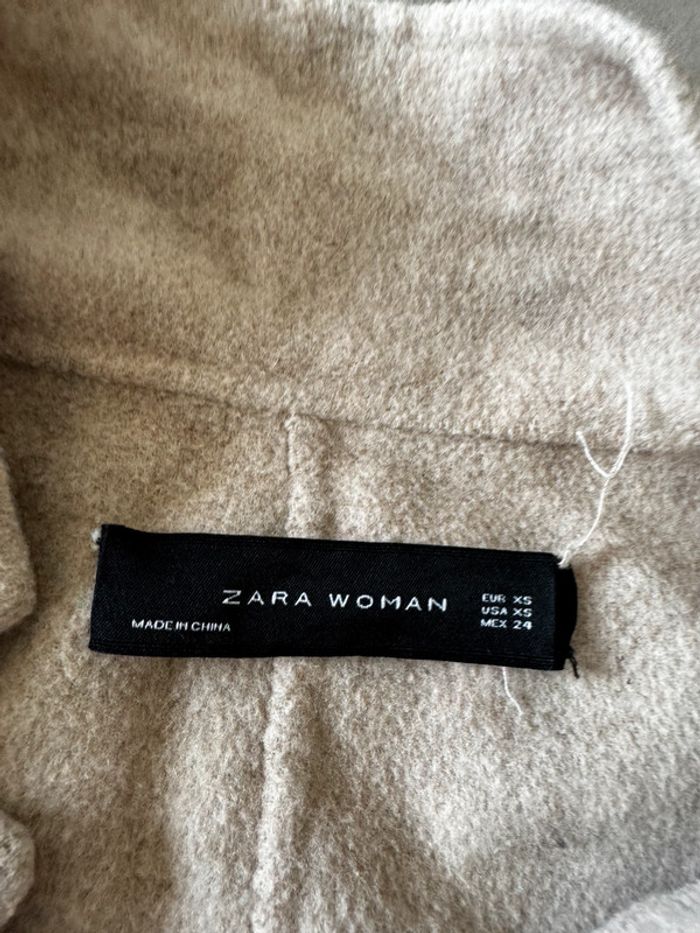 ZARA WOMAN
MADE IN CHINA
EUR XS
USA XS
MEX 24